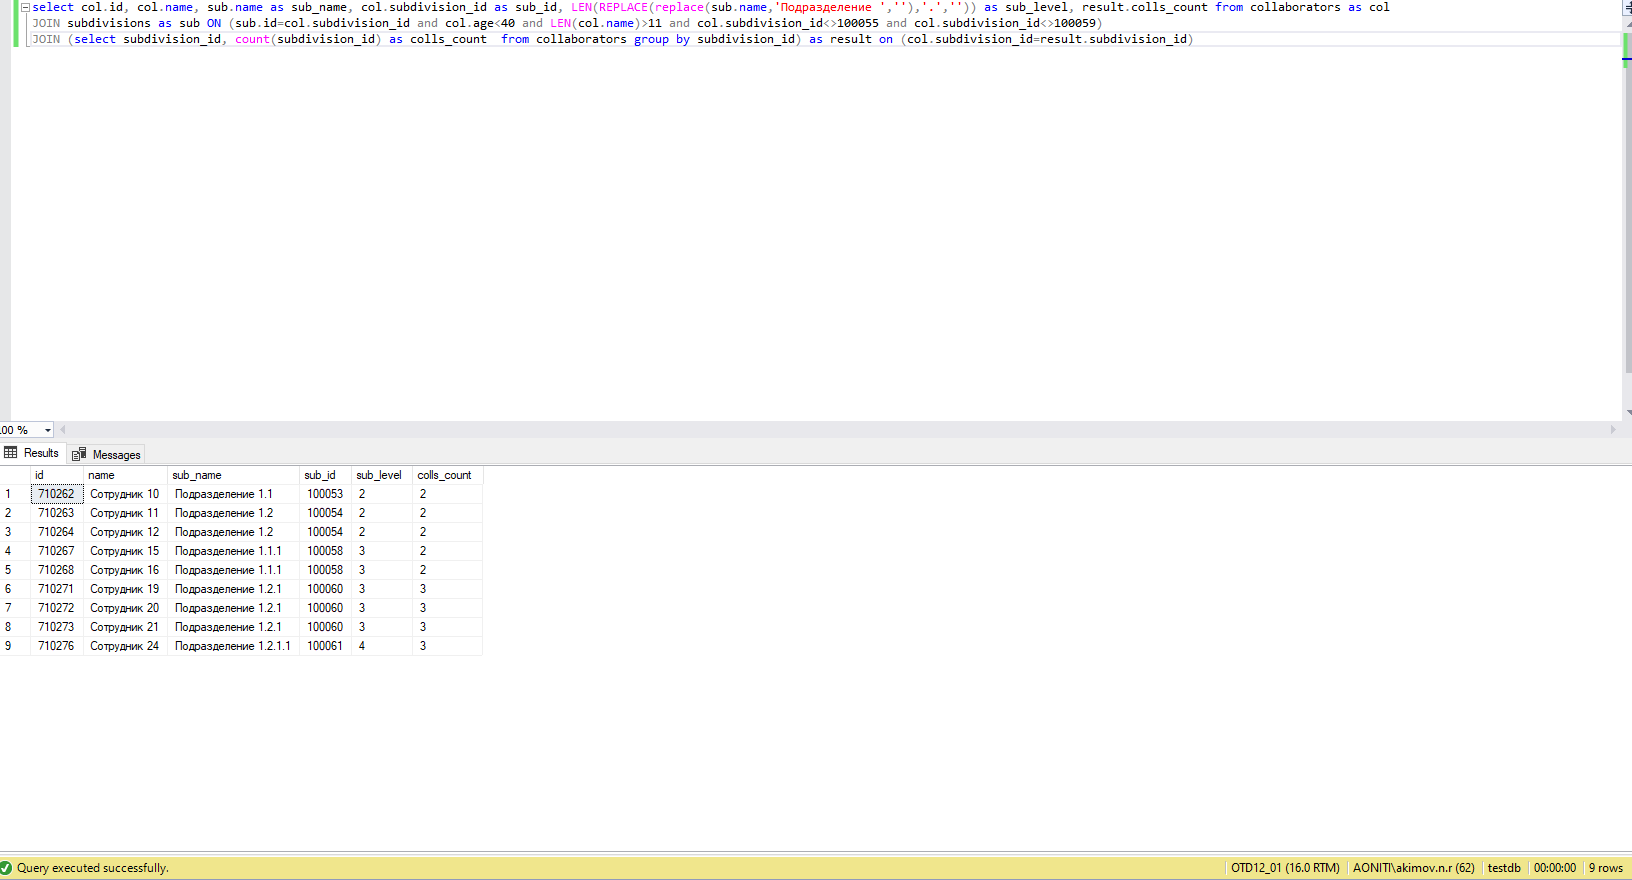 select col.id, col.name, sub.name as sub_name, col.subdivision_id as sub_id, LEN(REPLACE(replace(sub.name,'Подразделение ',''),'.','')) as sub_level, result.colls_count from collaborators as col
JOIN subdivisions as sub ON (sub.id=col.subdivision_id and col.age<40 and LEN(col.name)>11 and col.subdivision_id<>100055 and col.subdivision_id<>100059)
JOIN (select subdivision_id, count(subdivision_id) as colls_count  from collaborators group by subdivision_id) as result on (col.subdivision_id=result.subdivision_id)
00 %
Results Messages
id name sub_name sub_id sub_level colls_count
1 710262 Сотрудник 10 Подразделение 1.1 100053 2 2
2 710263 Сотрудник 11 Подразделение 1.2 100054 2 2
3 710264 Сотрудник 12 Подразделение 1.2 100054 2 2
4 710267 Сотрудник 15 Подразделение 1.1.1 100058 3 2
5 710268 Сотрудник 16 Подразделение 1.1.1 100058 3 2
6 710271 Сотрудник 19 Подразделение 1.2.1 100060 3 3
7 710272 Сотрудник 20 Подразделение 1.2.1 100060 3 3
8 710273 Сотрудник 21 Подразделение 1.2.1 100060 3 3
9 710276 Сотрудник 24 Подразделение 1.2.1.1 100061 4 3
Query executed successfully. OTD12_01 (16.0 RTM) AONITI\akimov.n.r (62) testdb 00:00:00 9 rows